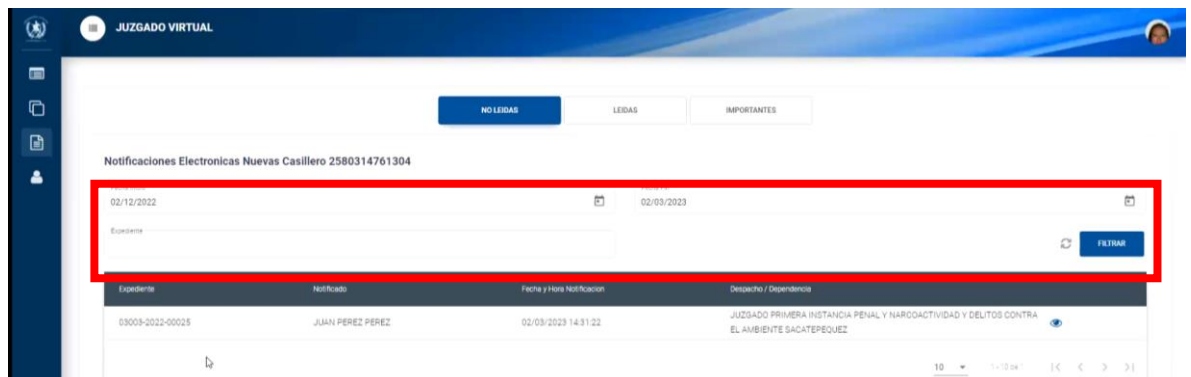 JUZGADO VIRTUAL
NO LEIDAS LEIDAS IMPORTANTES
Notificaciones Electronicas Nuevas Casillero 2580314761304
02/12/2022 02/03/2023
Expediente
FILTRAR
Expediente Notificado Fecha y Hora Notificacion Despacho / Dependencia
03003-2022-00025 JUAN PEREZ PEREZ 02/03/2023 14:31:22 JUZGADO PRIMERA INSTANCIA PENAL Y NARCOACTIVIDAD Y DELITOS CONTRA
EL AMBIENTE SACATEPEQUEZ
10